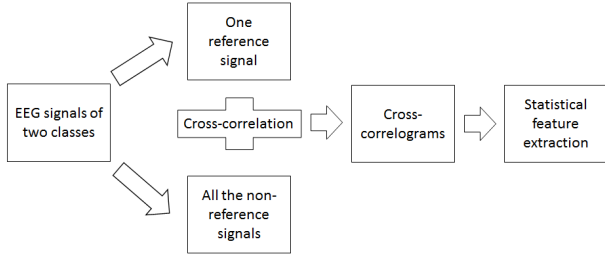 One
reference
signal
EEG signals of
two classes
Cross-correlation
Cross-
correlograms
Statistical
feature
extraction
All the non-
reference
signals